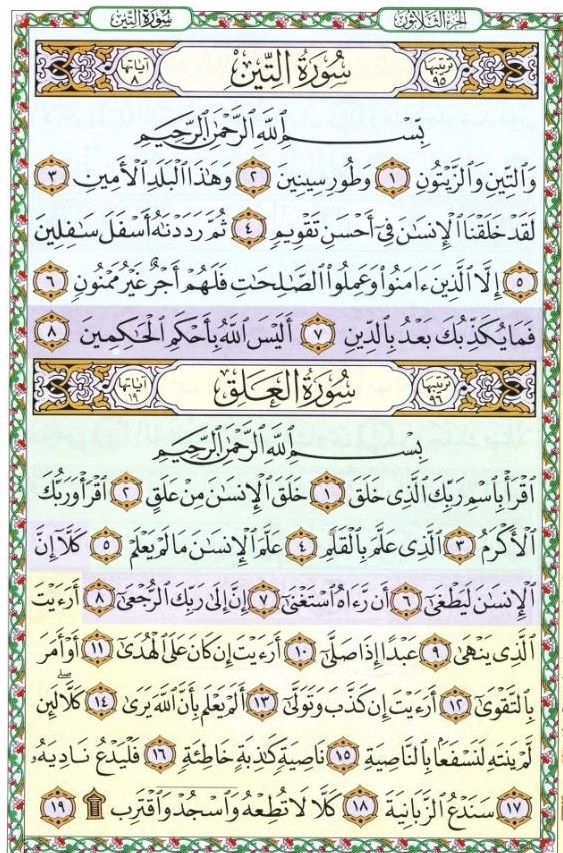 الجزء الثلاثون سورة التين
ترتيبها ٩٥ سُورَةُ التِّينِ آياتها ٨
بِسْمِ ٱللَّهِ ٱلرَّحْمَٰنِ ٱلرَّحِيمِ
وَٱلتِّينِ وَٱلزَّيْتُونِ ١ وَطُورِ سِينِينَ ٢ وَهَٰذَا ٱلْبَلَدِ ٱلْأَمِينِ ٣
لَقَدْ خَلَقْنَا ٱلْإِنسَٰنَ فِىٓ أَحْسَنِ تَقْوِيمٍ ٤ ثُمَّ رَدَدْنَٰهُ أَسْفَلَ سَٰفِلِينَ
٥ إِلَّا ٱلَّذِينَ ءَامَنُوا۟ وَعَمِلُوا۟ ٱلصَّٰلِحَٰتِ فَلَهُمْ أَجْرٌ غَيْرُ مَمْنُونٍ ٦
فَمَا يُكَذِّبُكَ بَعْدُ بِٱلدِّينِ ٧ أَلَيْسَ ٱللَّهُ بِأَحْكَمِ ٱلْحَٰكِمِينَ ٨
ترتيبها ٩٦ سُورَةُ العَلَقِ آياتها ١٩
بِسْمِ ٱللَّهِ ٱلرَّحْمَٰنِ ٱلرَّحِيمِ
ٱقْرَأْ بِٱسْمِ رَبِّكَ ٱلَّذِى خَلَقَ ١ خَلَقَ ٱلْإِنسَٰنَ مِنْ عَلَقٍ ٢ ٱقْرَأْ وَرَبُّكَ
ٱلْأَكْرَمُ ٣ ٱلَّذِى عَلَّمَ بِٱلْقَلَمِ ٤ عَلَّمَ ٱلْإِنسَٰنَ مَا لَمْ يَعْلَمْ ٥ كَلَّآ إِنَّ
ٱلْإِنسَٰنَ لَيَطْغَىٰٓ ٦ أَن رَّءَاهُ ٱسْتَغْنَىٰٓ ٧ إِنَّ إِلَىٰ رَبِّكَ ٱلرُّجْعَىٰٓ ٨ أَرَءَيْتَ
ٱلَّذِى يَنْهَىٰ ٩ عَبْدًا إِذَا صَلَّىٰٓ ١٠ أَرَءَيْتَ إِن كَانَ عَلَى ٱلْهُدَىٰٓ ١١ أَوْ أَمَرَ
بِٱلتَّقْوَىٰٓ ١٢ أَرَءَيْتَ إِن كَذَّبَ وَتَوَلَّىٰٓ ١٣ أَلَمْ يَعْلَم بِأَنَّ ٱللَّهَ يَرَىٰ ١٤ كَلَّا لَئِن
لَّمْ يَنتَهِ لَنَسْفَعًۢا بِٱلنَّاصِيَةِ ١٥ نَاصِيَةٍ كَٰذِبَةٍ خَاطِئَةٍ ١٦ فَلْيَدْعُ نَادِيَهُۥ
١٧ سَنَدْعُ ٱلزَّبَانِيَةَ ١٨ كَلَّا لَا تُطِعْهُ وَٱسْجُدْ وَٱقْتَرِب ۩ ١٩